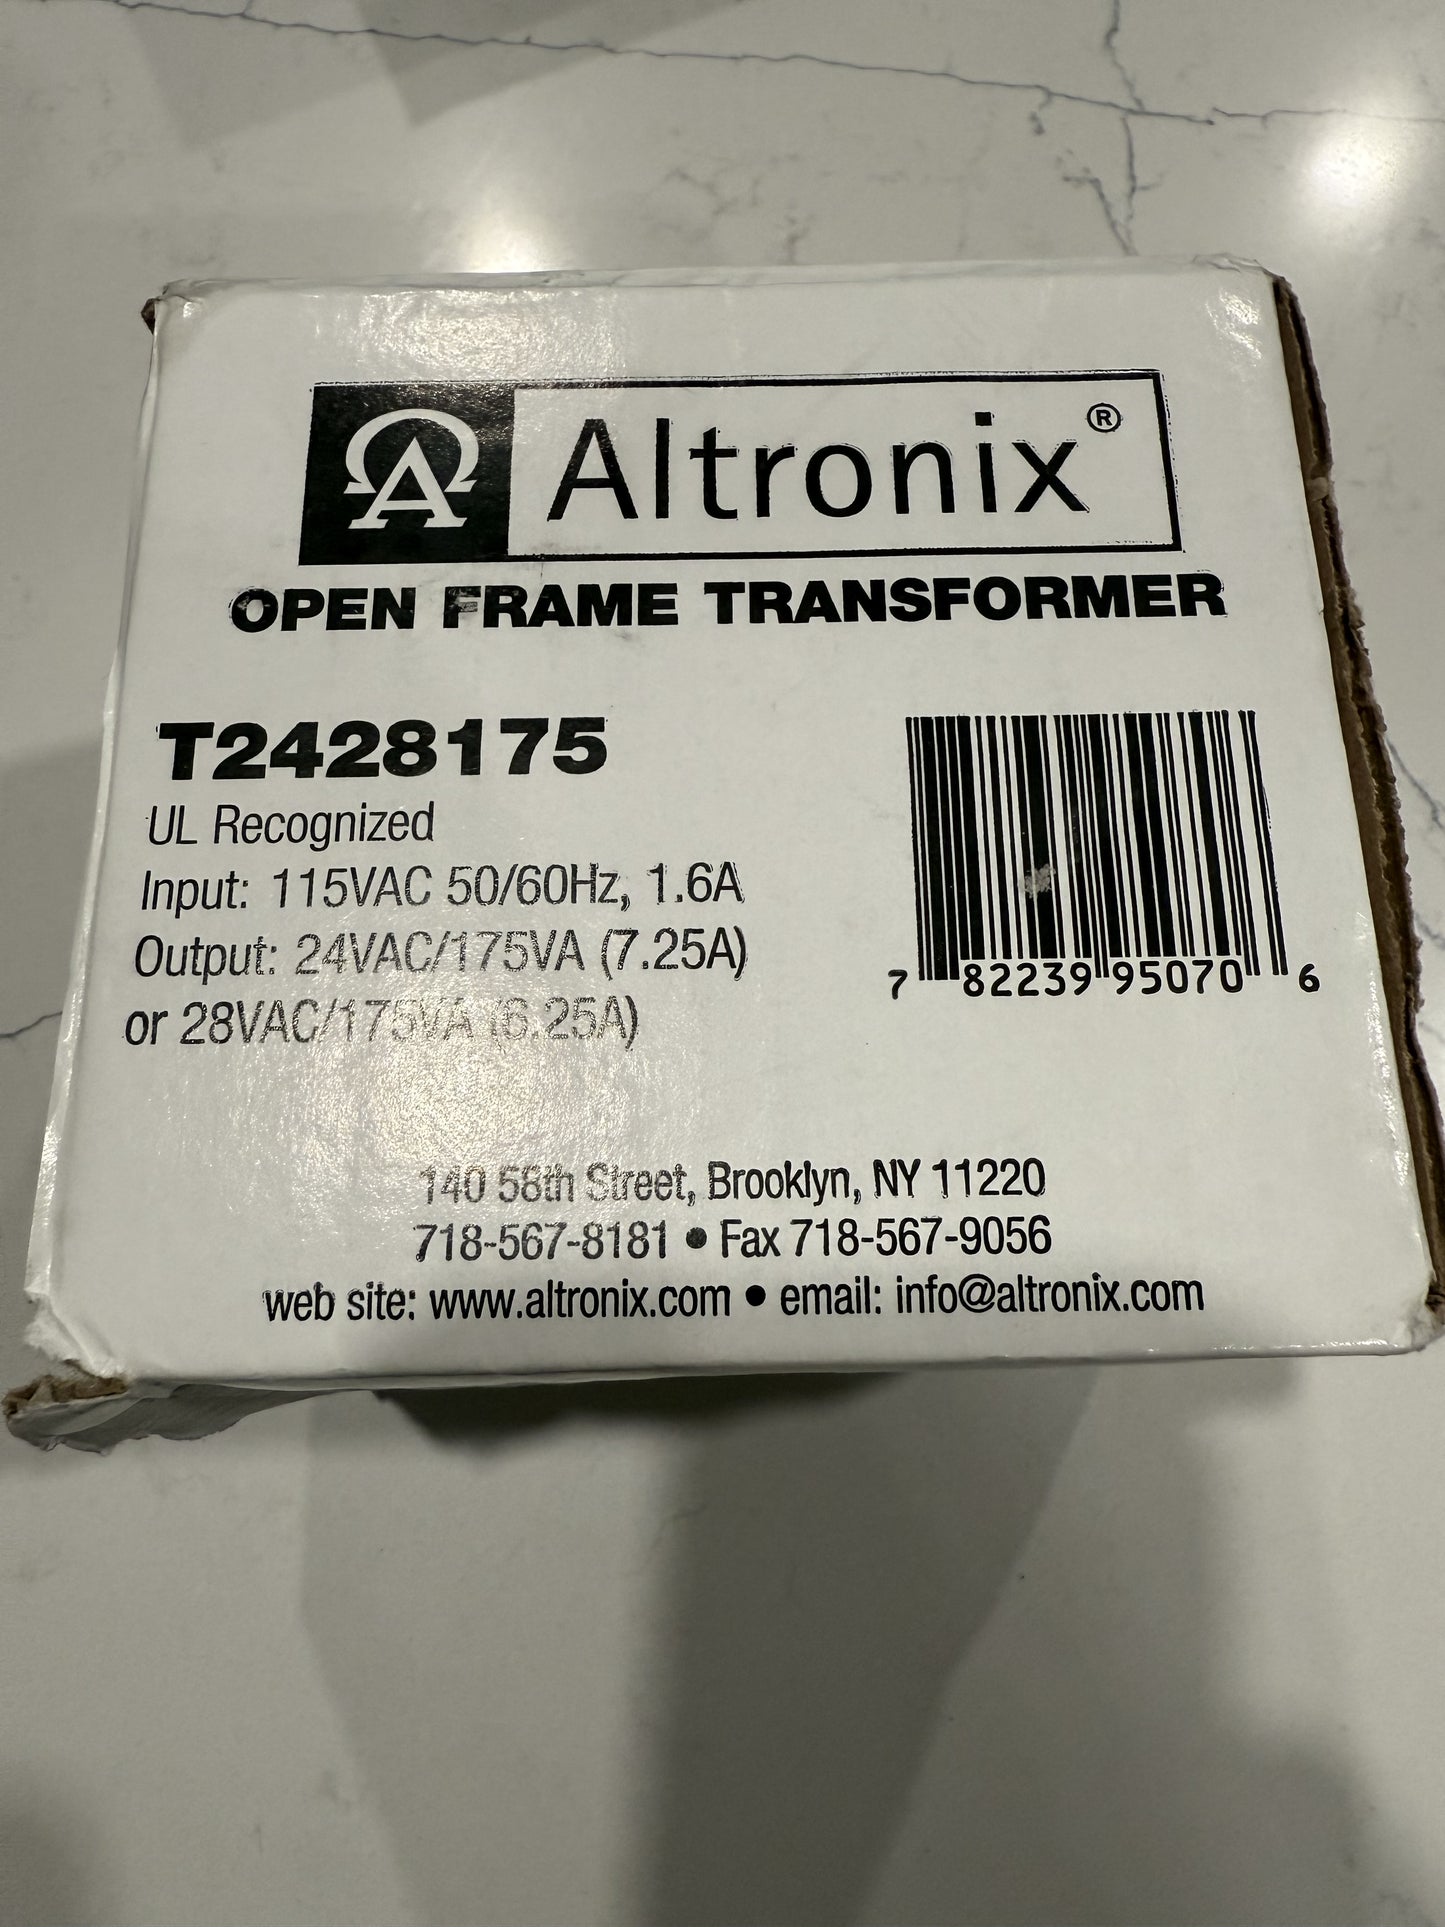 Altronix®
OPEN FRAME TRANSFORMER
T2428175
UL Recognized
Input: 115VAC 50/60Hz, 1.6A
Output: 24VAC/175VA (7.25A)
or 28VAC/175VA (6.25A)
7 82239 95070 6
140 58th Street, Brooklyn, NY 11220
718-567-8181 • Fax 718-567-9056
web site: www.altronix.com • email: info@altronix.com